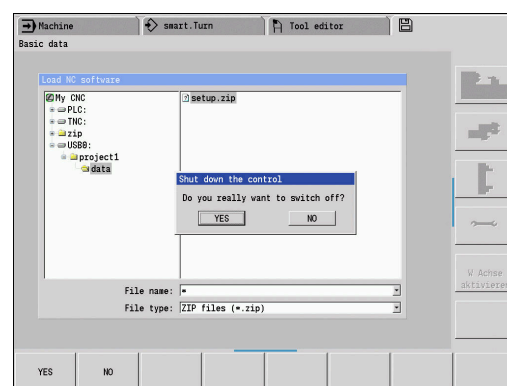 Machine
smart.Turn
Tool editor
Basic data
Load NC software
My CNC
PLC:
TNC:
zip
USB0:
project1
data
setup.zip
Shut down the control
Do you really want to switch off?
YES NO
File name: *
File type: ZIP files (*.zip)
W Achse
aktivieren
YES NO